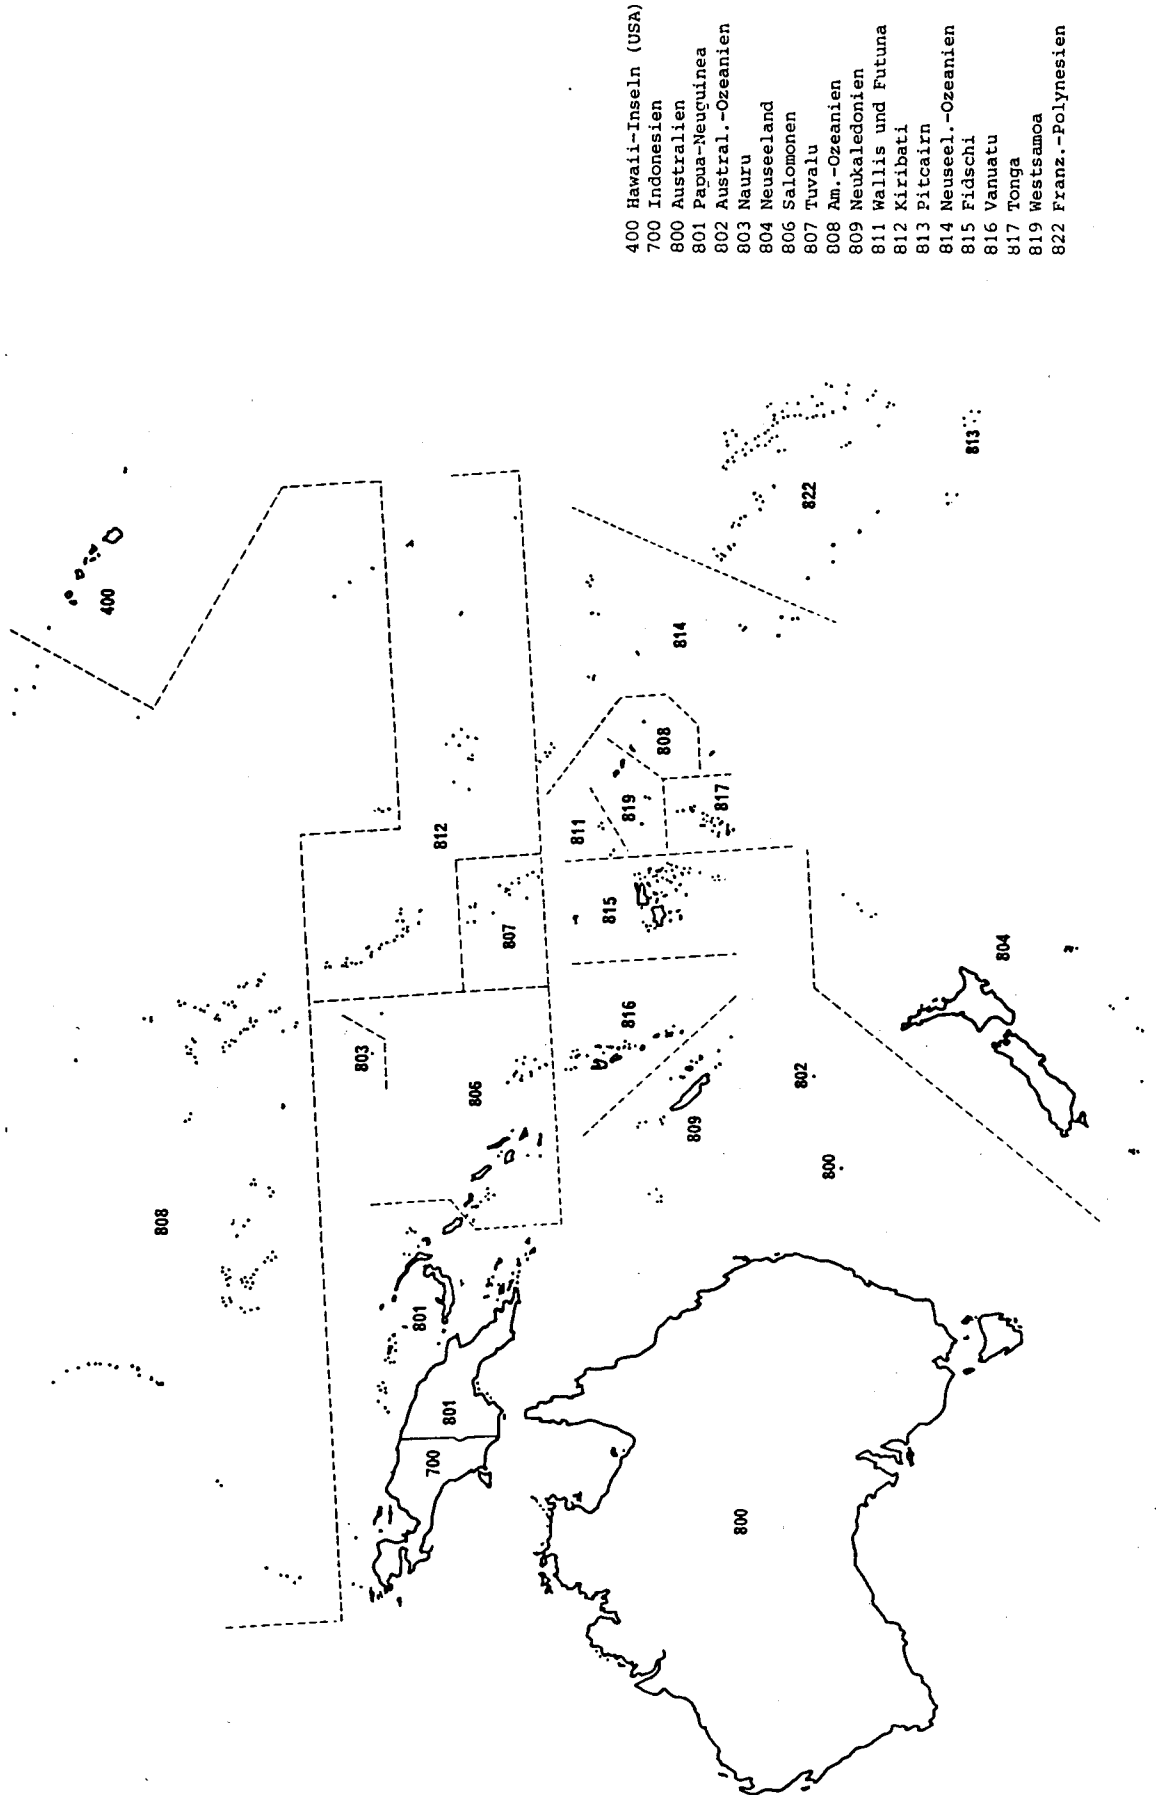 400 Hawaii-Inseln (USA)
700 Indonesien
800 Australien
801 Papua-Neuguinea
802 Austral.-Ozeanien
803 Nauru
804 Neuseeland
806 Salomonen
807 Tuvalu
808 Am.-Ozeanien
809 Neukaledonien
811 Wallis und Futuna
812 Kiribati
813 Pitcairn
814 Neuseel.-Ozeanien
815 Fidschi
816 Vanuatu
817 Tonga
819 Westsamoa
822 Franz.-Polynesien
400
808
803
812
801
700
801
806
807
815
811
819
808
817
814
816
809
822
813
802
800
800
804